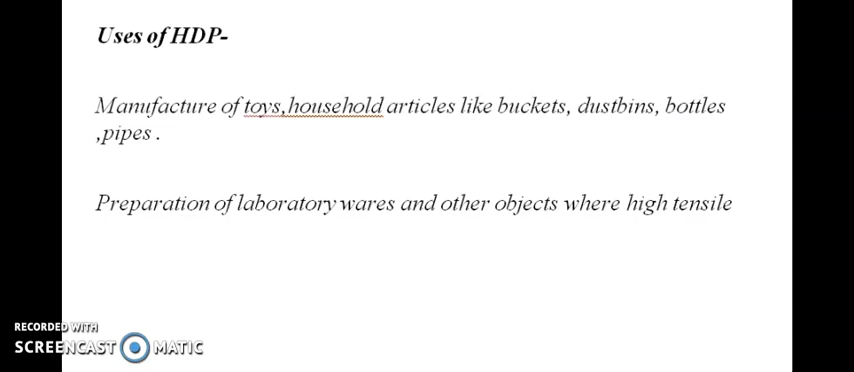 Uses of HDP-
Manufacture of toys,household articles like buckets, dustbins, bottles
,pipes .
Preparation of laboratory wares and other objects where high tensile
RECORDED WITH
SCREENCAST MATIC